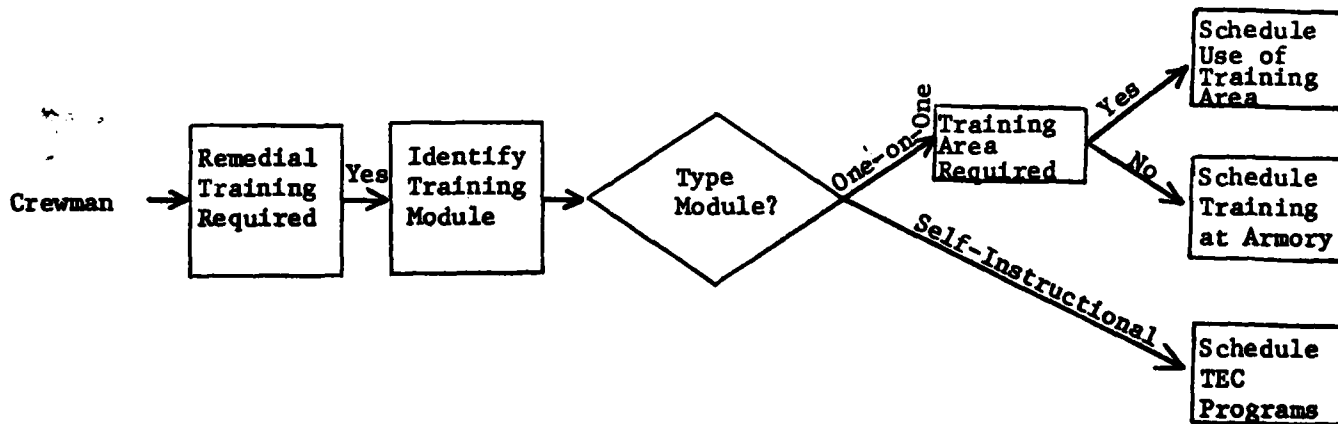 Crewman
Remedial
Training
Required
Yes
Identify
Training
Module
Type
Module?
One-on-One
Training
Area
Required
Yes
Schedule
Use of
Training
Area
No
Schedule
Training
at Armory
Self-Instructional
Schedule
TEC
Programs